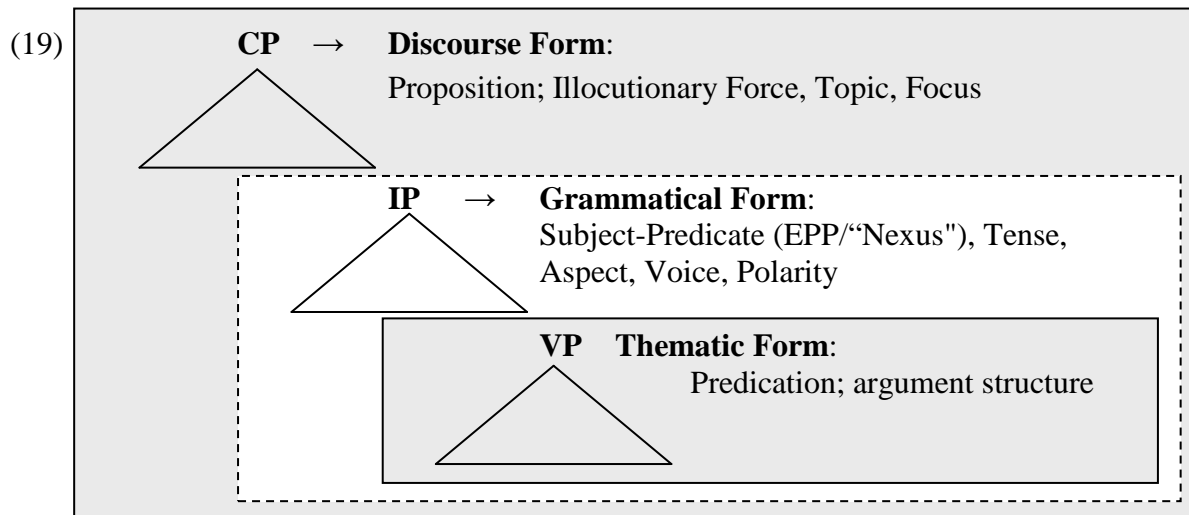 (19) CP → Discourse Form:
Proposition; Illocutionary Force, Topic, Focus
IP → Grammatical Form:
Subject-Predicate (EPP/“Nexus"), Tense,
Aspect, Voice, Polarity
VP Thematic Form:
Predication; argument structure